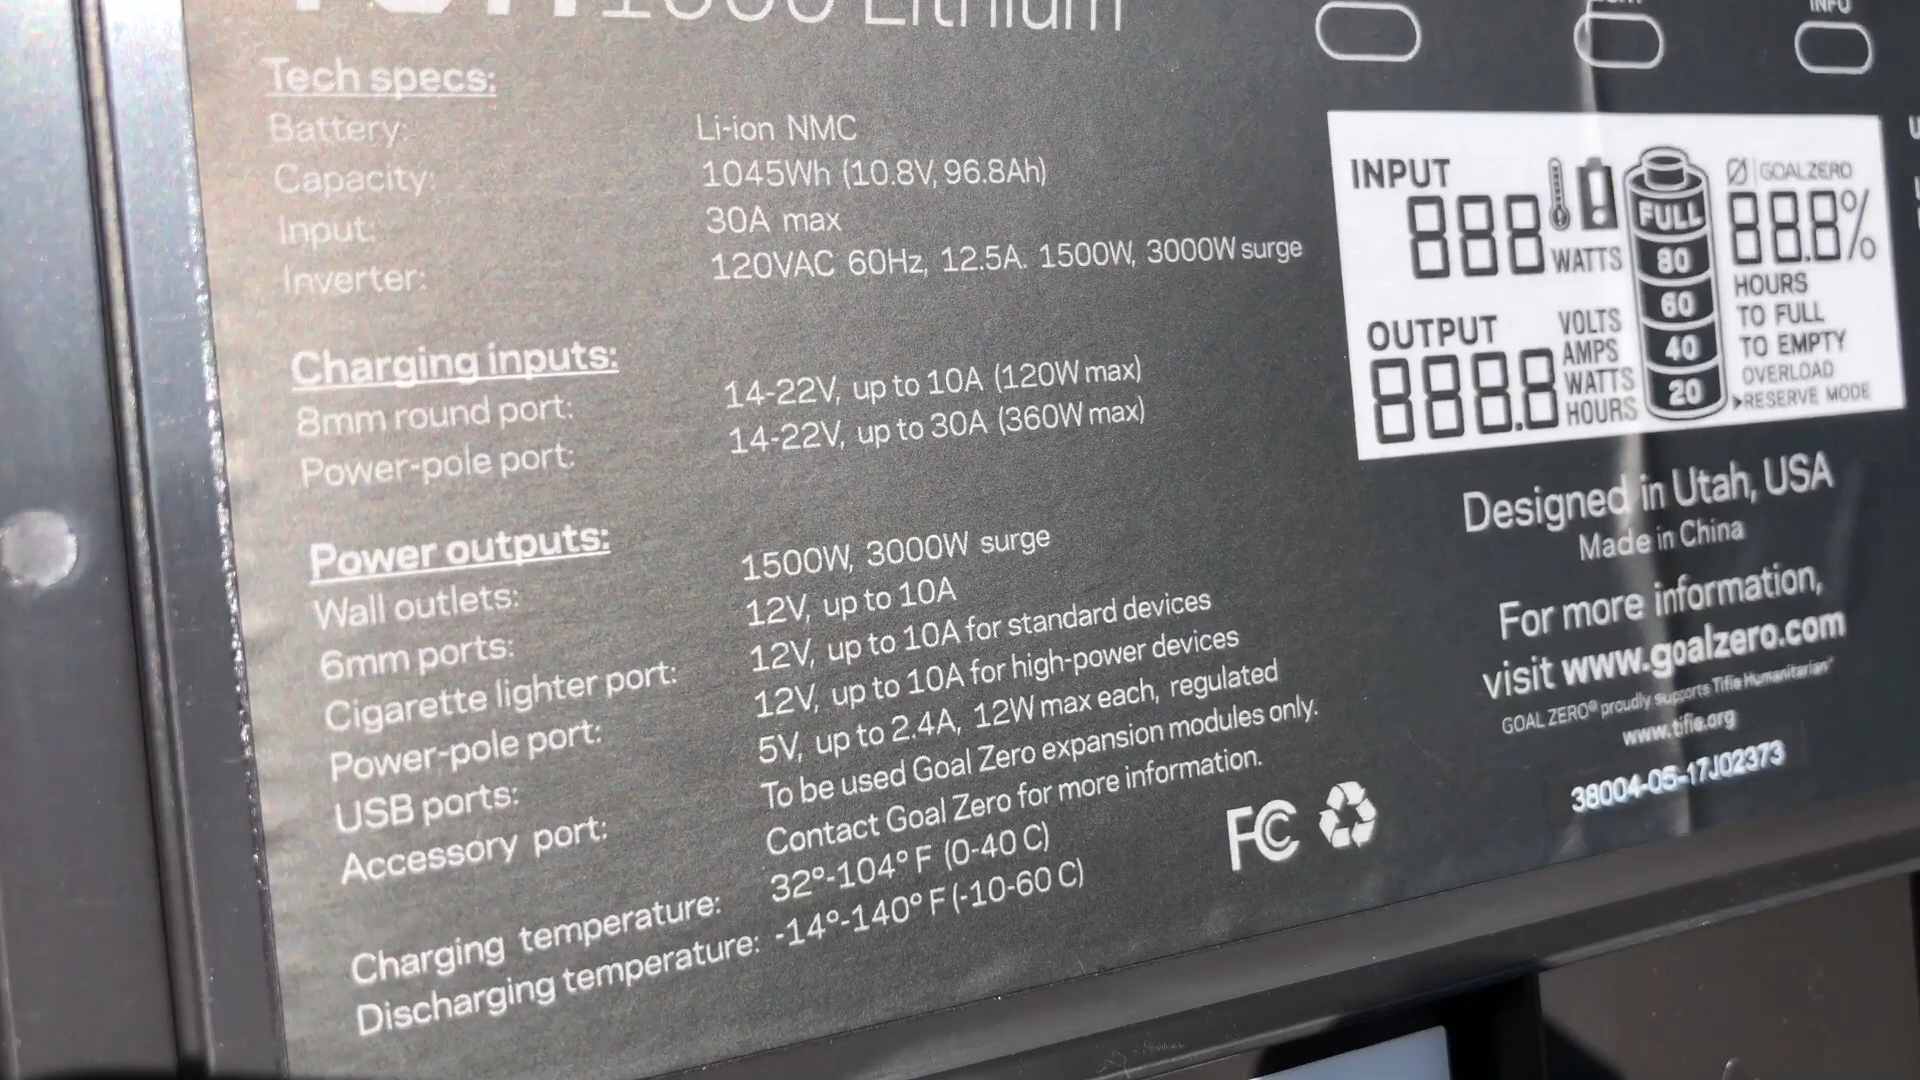 1000 Lithium
Tech specs:
Battery: Li-ion NMC
Capacity: 1045Wh (10.8V, 96.8Ah)
Input: 30A max
Inverter: 120VAC 60Hz, 12.5A. 1500W, 3000W surge
Charging inputs:
8mm round port: 14-22V, up to 10A (120W max)
Power-pole port: 14-22V, up to 30A (360W max)
Power outputs:
Wall outlets: 1500W, 3000W surge
6mm ports: 12V, up to 10A
Cigarette lighter port: 12V, up to 10A for standard devices
Power-pole port: 12V, up to 10A for high-power devices
USB ports: 5V, up to 2.4A, 12W max each, regulated
Accessory port: To be used Goal Zero expansion modules only.
Contact Goal Zero for more information.
Charging temperature: 32°-104° F (0-40 C)
Discharging temperature: -14°-140° F (-10-60 C)
INFO
INPUT
888
WATTS
OUTPUT
888.8
VOLTS
AMPS
WATTS
HOURS
FULL
80
60
40
20
GOALZERO
88.8%
HOURS
TO FULL
TO EMPTY
OVERLOAD
RESERVE MODE
Designed in Utah, USA
Made in China
For more information,
visit www.goalzero.com
GOAL ZERO® proudly supports Tifie Humanitarian
www.tifie.org
38004-05-17J02373
FC